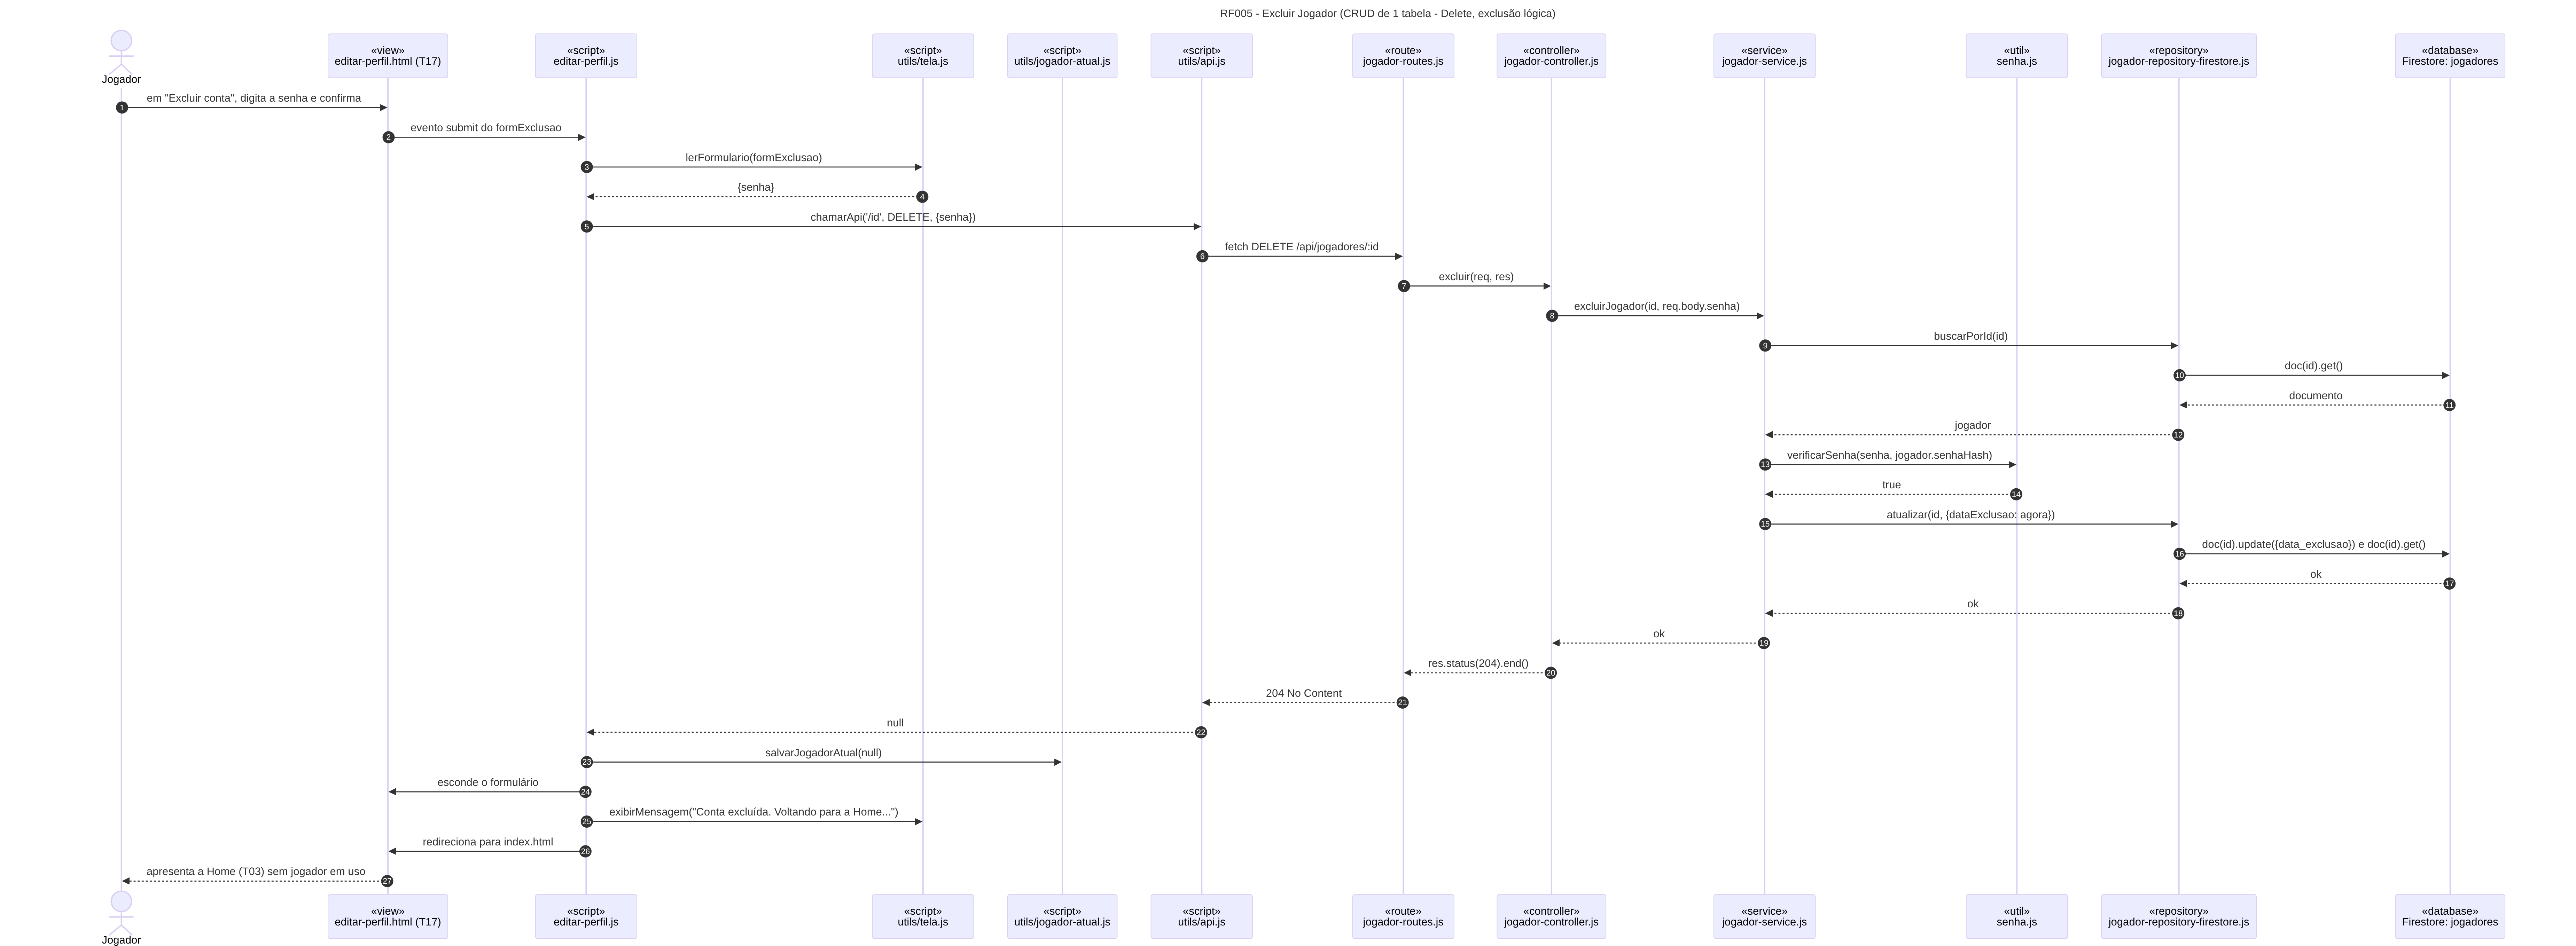 RF005 - Excluir Jogador (CRUD de 1 tabela - Delete, exclusão lógica)
Jogador
«view»
editar-perfil.html (T17)
«script»
editar-perfil.js
«script»
utils/tela.js
«script»
utils/jogador-atual.js
«script»
utils/api.js
«route»
jogador-routes.js
«controller»
jogador-controller.js
«service»
jogador-service.js
«util»
senha.js
«repository»
jogador-repository-firestore.js
«database»
Firestore: jogadores
1 em "Excluir conta", digita a senha e confirma
2 evento submit do formExclusao
3 lerFormulario(formExclusao)
{senha} 4
5 chamarApi('/id', DELETE, {senha})
6 fetch DELETE /api/jogadores/:id
7 excluir(req, res)
8 excluirJogador(id, req.body.senha)
9 buscarPorId(id)
10 doc(id).get()
documento 11
jogador 12
13 verificarSenha(senha, jogador.senhaHash)
true 14
15 atualizar(id, {dataExclusao: agora})
16 doc(id).update({data_exclusao}) e doc(id).get()
ok 17
ok 18
ok 19
res.status(204).end() 20
204 No Content 21
null 22
23 salvarJogadorAtual(null)
esconde o formulário 24
25 exibirMensagem("Conta excluída. Voltando para a Home...")
redireciona para index.html 26
apresenta a Home (T03) sem jogador em uso 27
Jogador
«view»
editar-perfil.html (T17)
«script»
editar-perfil.js
«script»
utils/tela.js
«script»
utils/jogador-atual.js
«script»
utils/api.js
«route»
jogador-routes.js
«controller»
jogador-controller.js
«service»
jogador-service.js
«util»
senha.js
«repository»
jogador-repository-firestore.js
«database»
Firestore: jogadores